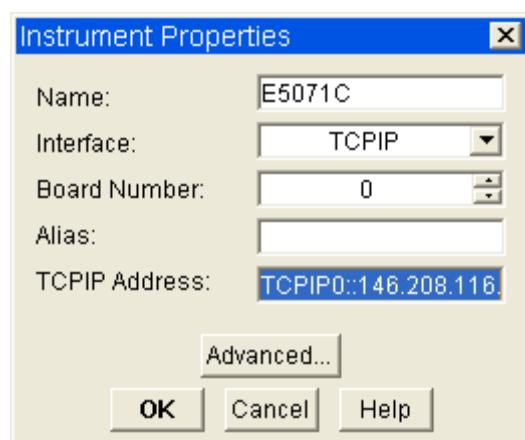 Instrument Properties
Name: E5071C
Interface: TCPIP
Board Number: 0
Alias:
TCPIP Address: TCPIP0::146.208.116.
Advanced...
OK Cancel Help